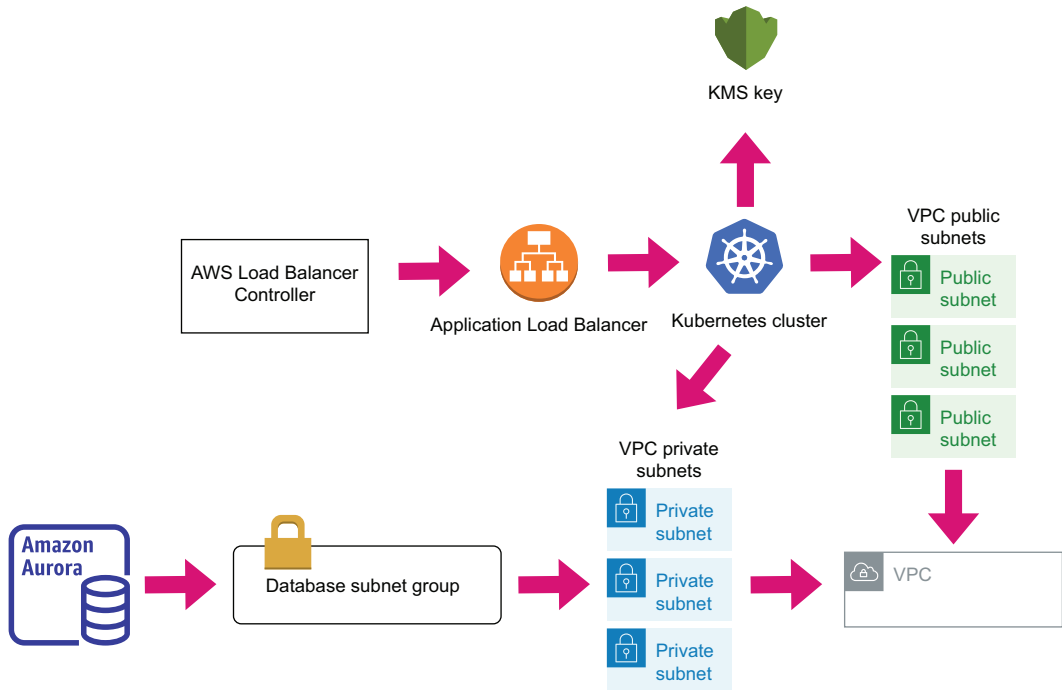 KMS key
VPC public
subnets
AWS Load Balancer
Controller
Application Load Balancer
Kubernetes cluster
Public
subnet
Public
subnet
Public
subnet
VPC private
subnets
Private
subnet
Private
subnet
Private
subnet
Amazon
Aurora
Database subnet group
VPC